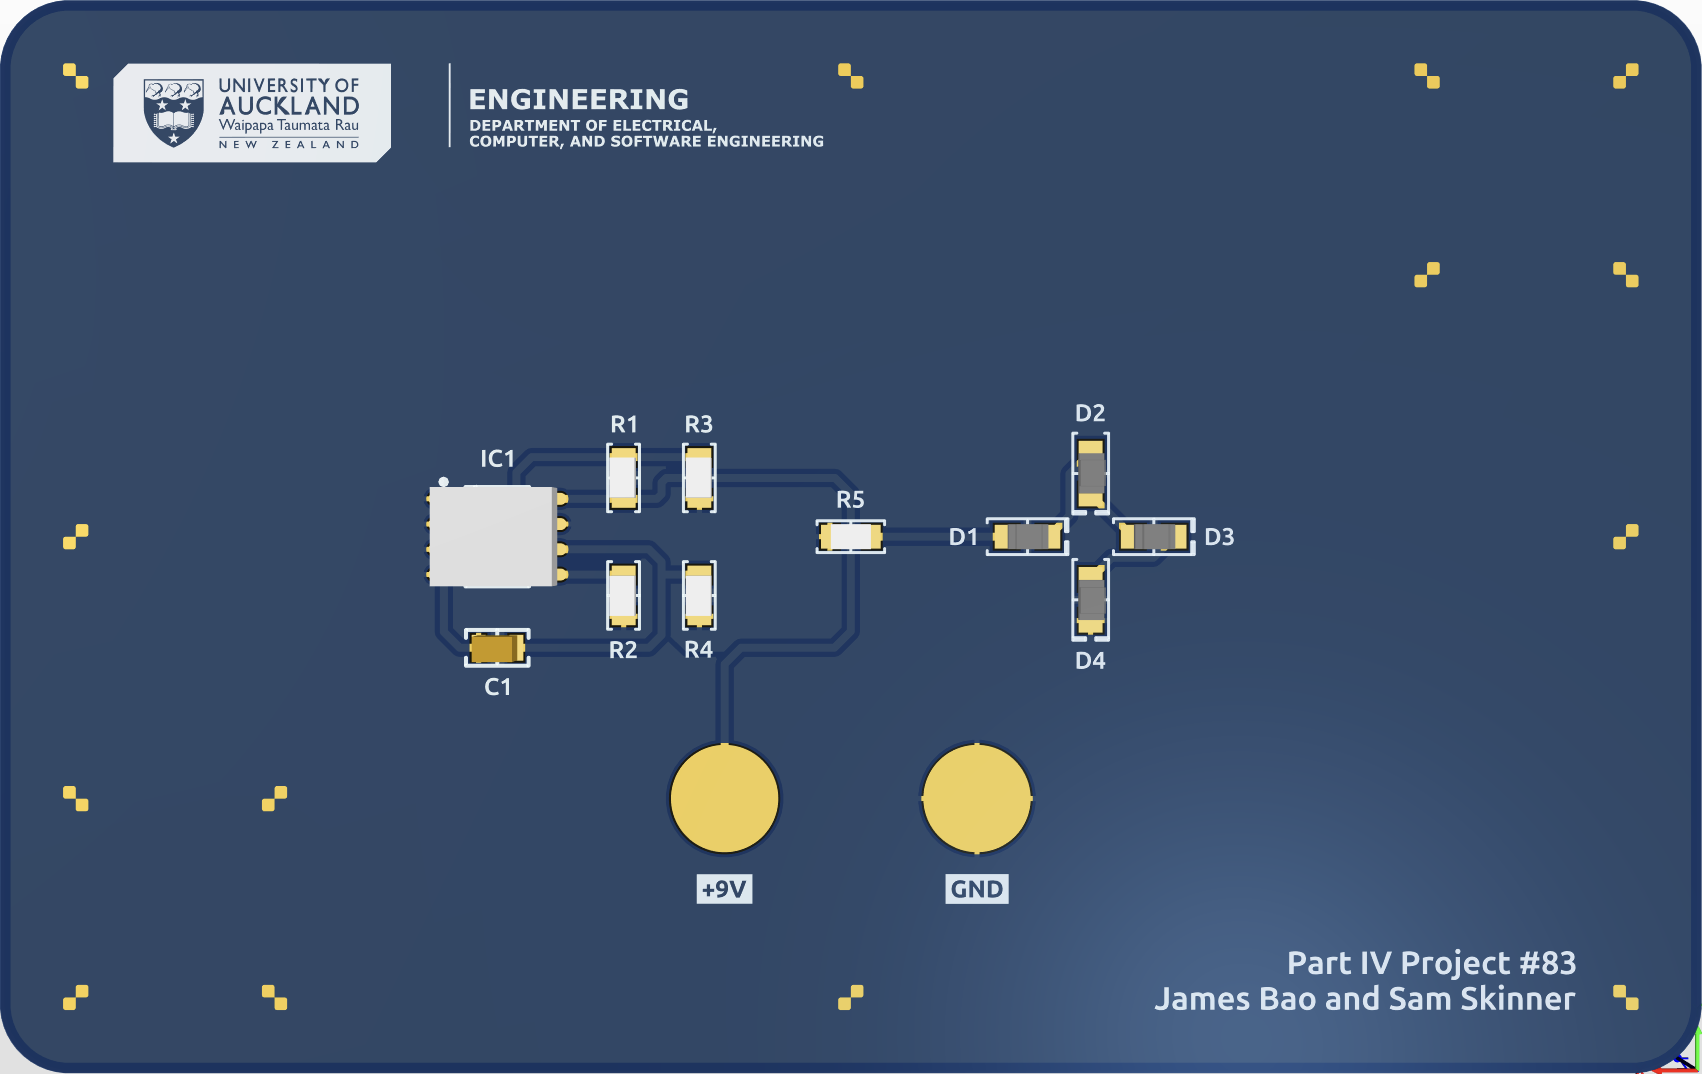 UNIVERSITY OF
AUCKLAND
Waipapa Taumata Rau
NEW ZEALAND
ENGINEERING
DEPARTMENT OF ELECTRICAL,
COMPUTER, AND SOFTWARE ENGINEERING
D2
R1
R3
IC1
R5
D1
D3
R2
R4
D4
C1
+9V
GND
Part IV Project #83
James Bao and Sam Skinner